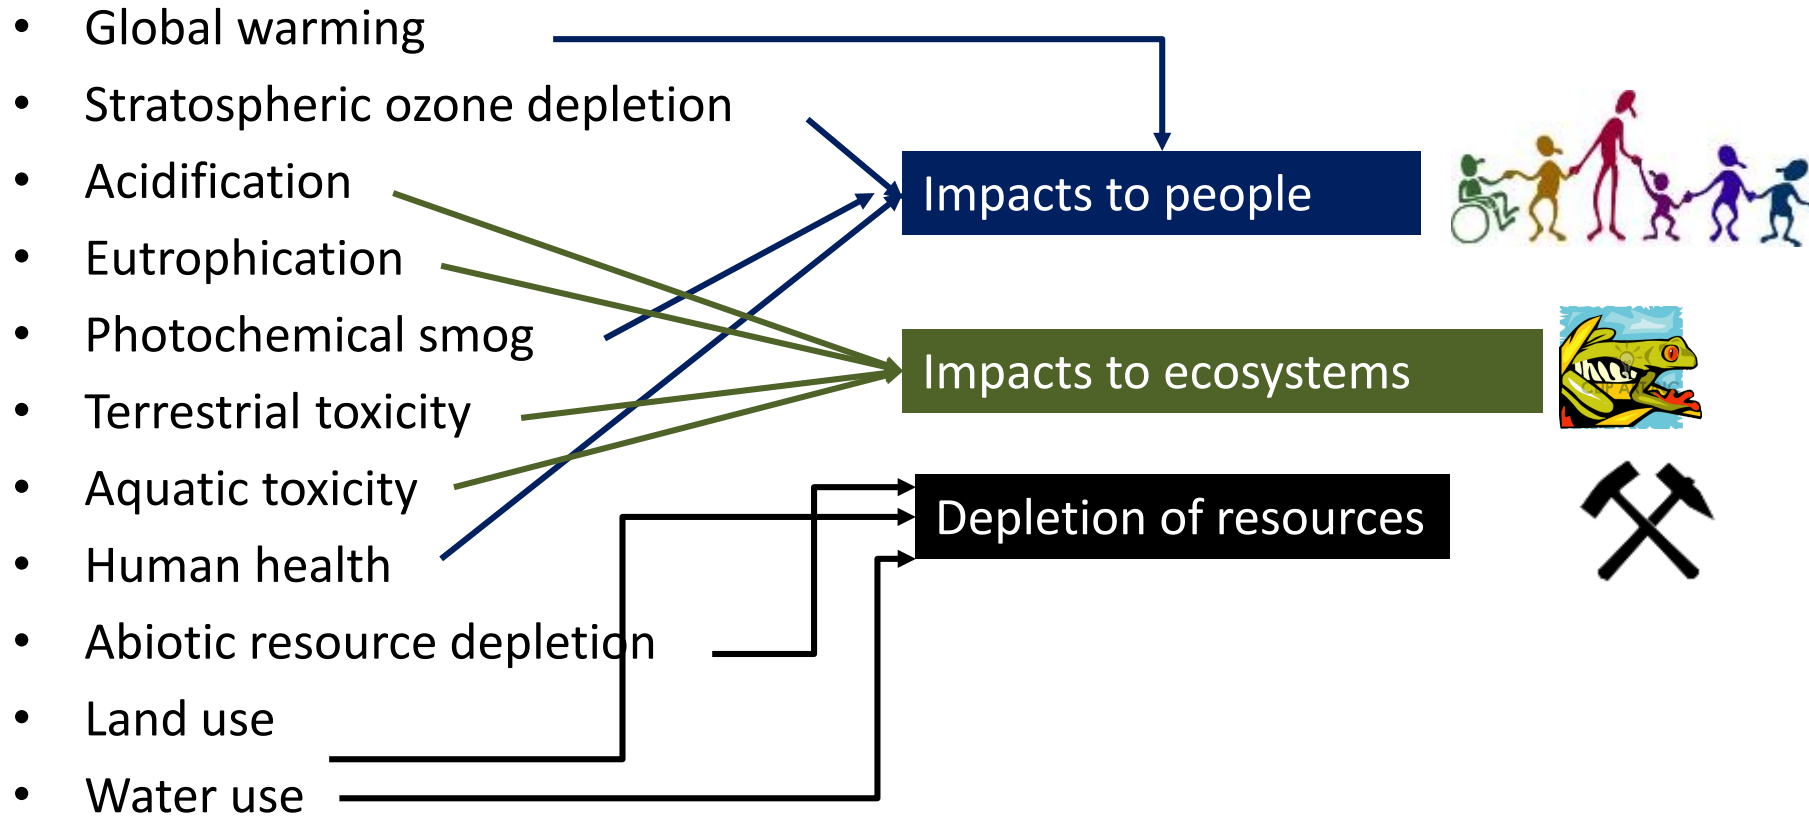 • Global warming
• Stratospheric ozone depletion
• Acidification
• Eutrophication
• Photochemical smog
• Terrestrial toxicity
• Aquatic toxicity
• Human health
• Abiotic resource depletion
• Land use
• Water use
Impacts to people
Impacts to ecosystems
Depletion of resources